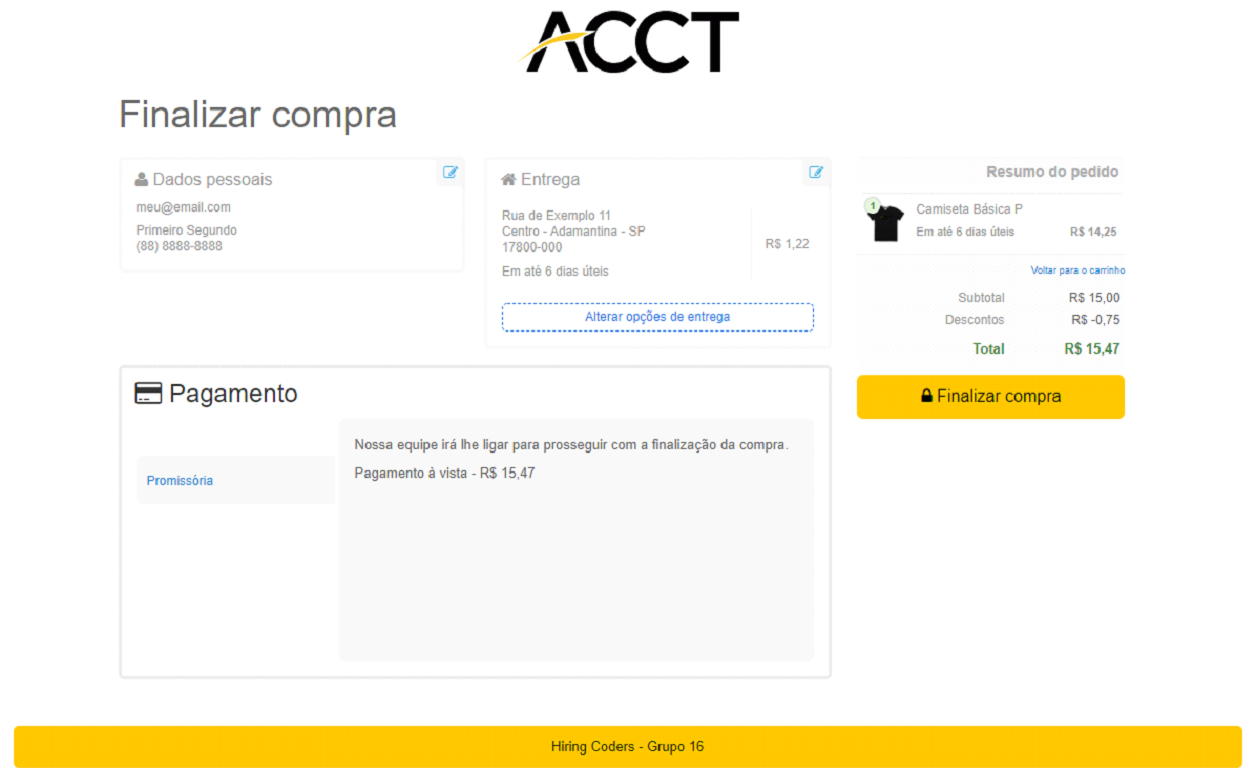 ACCT
Finalizar compra
Dados pessoais
meu@email.com
Primeiro Segundo
(88) 8888-8888
Entrega
Rua de Exemplo 11
Centro - Adamantina - SP
17800-000
R$ 1,22
Em até 6 dias úteis
Alterar opções de entrega
Resumo do pedido
1
Camiseta Básica P
Em até 6 dias úteis R$ 14,25
Voltar para o carrinho
Subtotal R$ 15,00
Descontos R$ -0,75
Total R$ 15,47
Finalizar compra
Pagamento
Promissória
Nossa equipe irá lhe ligar para prosseguir com a finalização da compra.
Pagamento à vista - R$ 15,47
Hiring Coders - Grupo 16